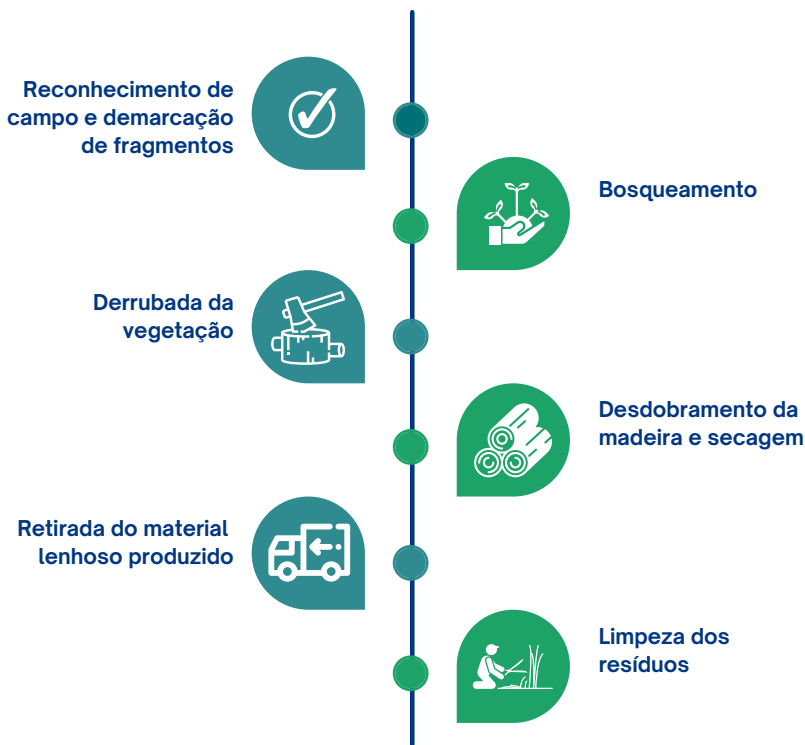 Reconhecimento de
campo e demarcação
de fragmentos
Bosqueamento
Derrubada da
vegetação
Desdobramento da
madeira e secagem
Retirada do material
lenhoso produzido
Limpeza dos
resíduos